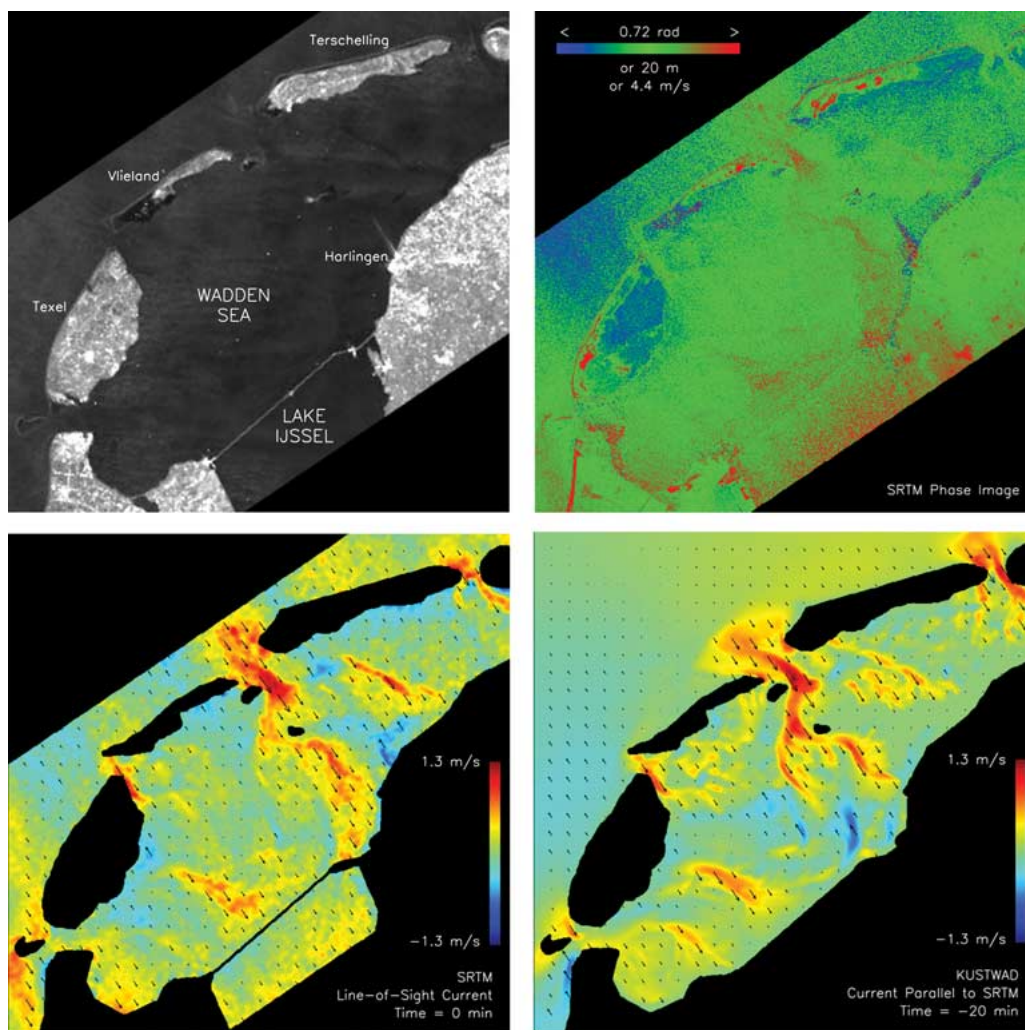 Terschelling
Vlieland
Harlingen
Texel
WADDEN
SEA
LAKE
IJSSEL
< 0.72 rad >
or 20 m
or 4.4 m/s
SRTM Phase Image
1.3 m/s
−1.3 m/s
SRTM
Line−of−Sight Current
Time = 0 min
1.3 m/s
−1.3 m/s
KUSTWAD
Current Parallel to SRTM
Time = −20 min